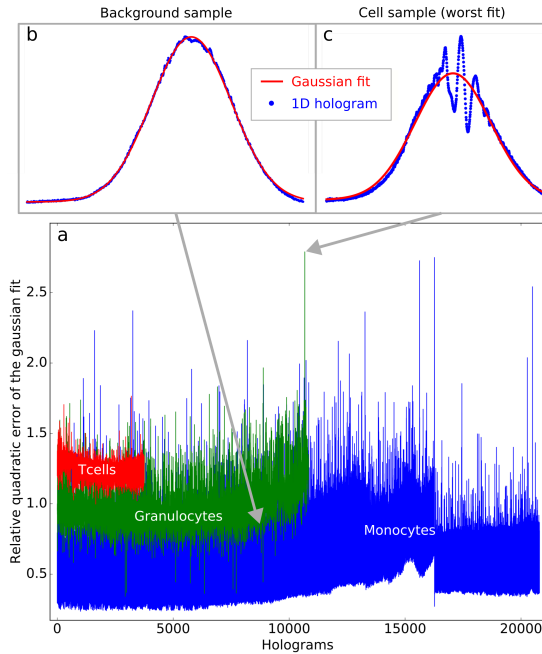 Background sample
Cell sample (worst fit)
b
c
Gaussian fit
1D hologram
a
Relative quadratic error of the gaussian fit
2.5
2.0
1.5
1.0
0.5
Tcells
Granulocytes
Monocytes
0
5000
10000
15000
20000
Holograms